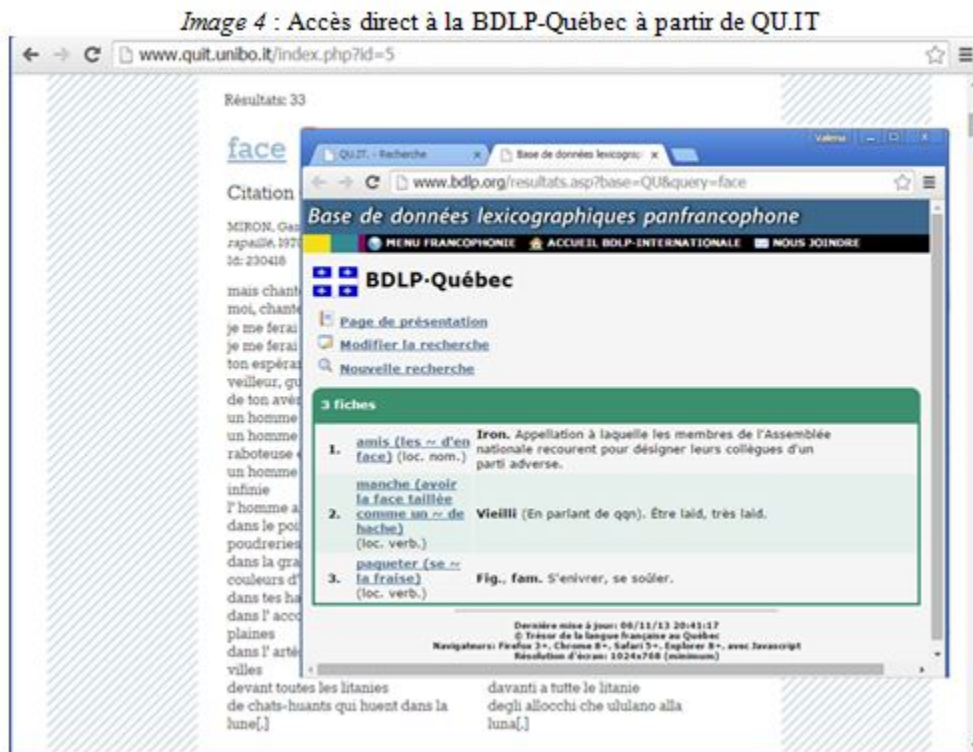 Image 4 : Accès direct à la BDLP-Québec à partir de QU.IT
www.quit.unibo.it/index.php?id=5
Résultats: 33
face
Citation
MIRON, Gas
rapaillé, 1970
Id: 230418
mais chant
moi, chante
je me ferai
je me ferai
ton espéra
veilleur, gu
de ton avè
un homme
un homme
raboteuse
un homme
infinie
l' homme a
dans le po
poudreries
dans la gra
couleurs d'
dans tes ha
dans l' acco
plaines
dans l' arté
villes
devant toutes les litanies
de chats-huants qui huent dans la
lune[.]
davanti a tutte le litanie
degli allocchi che ululano alla
luna[.]
Valeria
QU.IT. - Recherche
Base de données lexicograp
www.bdlp.org/resultats.asp?base=QU&query=face
Base de données lexicographiques panfrancophone
MENU FRANCOPHONIE ACCUEIL BDLP-INTERNATIONALE NOUS JOINDRE
BDLP·Québec
Page de présentation
Modifier la recherche
Nouvelle recherche
3 fiches
1. amis (les ~ d'en Iron. Appellation à laquelle les membres de l'Assemblée
face) (loc. nom.) nationale recourent pour désigner leurs collègues d'un
parti adverse.
manche (avoir
la face taillée
2. comme un ~ de Vieilli (En parlant de qqn). Être laid, très laid.
hache)
(loc. verb.)
paqueter (se ~
3. la fraise) Fig., fam. S'enivrer, se soûler.
(loc. verb.)
Dernière mise à jour: 06/11/13 20:41:17
© Trésor de la langue française au Québec
Navigateurs: Firefox 3+, Chrome 8+, Safari 5+, Explorer 8+, avec Javascript
Résolution d'écran: 1024x768 (minimum)